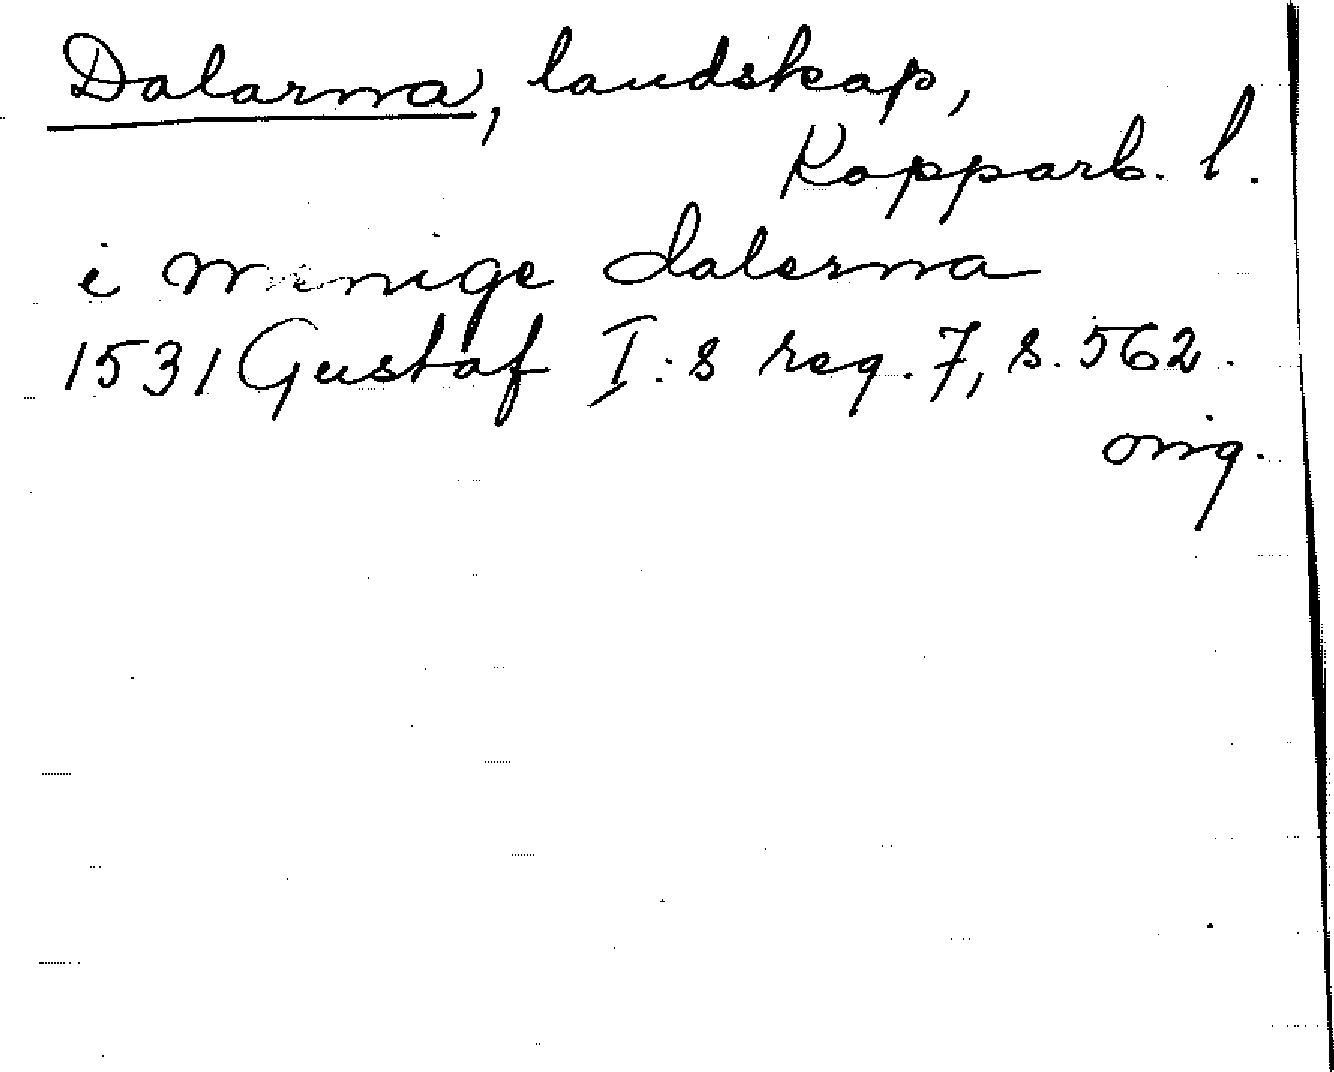 Dalarna, landskap,
Kopparb. l.
i menige dalerna
1531 Gustaf I:s reg. 7, s. 562.
orig.